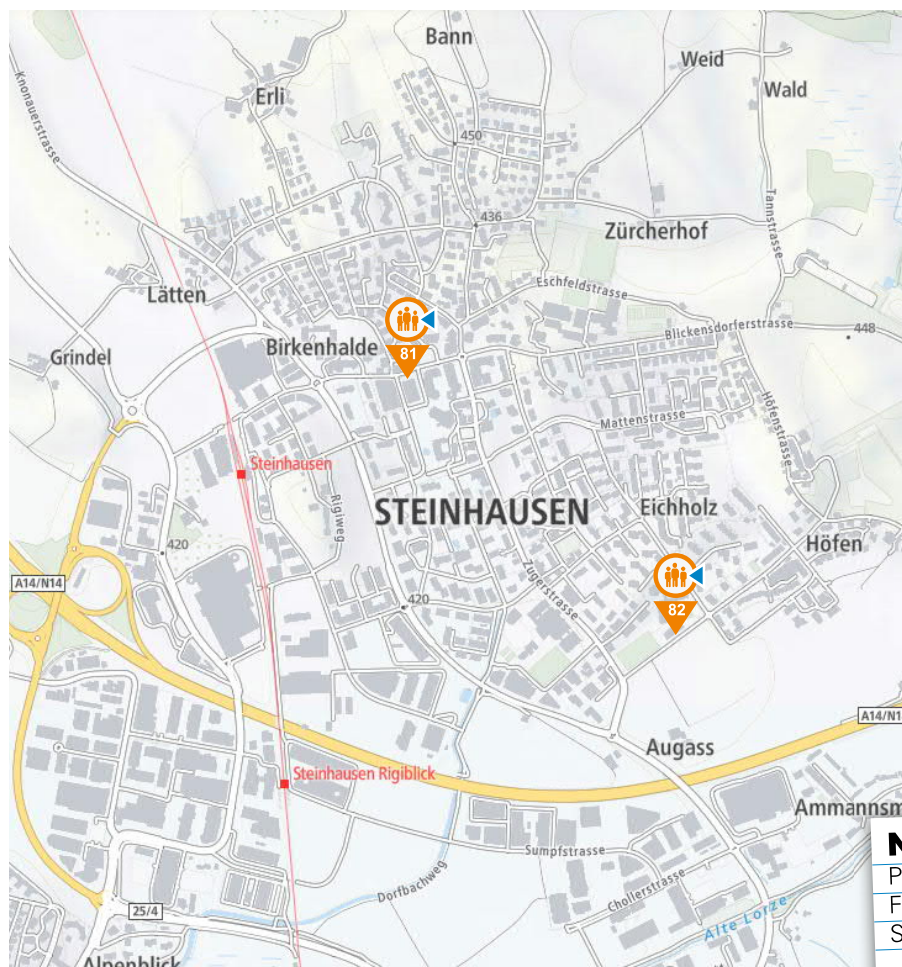 Bann
Weid
Knonauerstrasse
Erli
Wald
450
436
Tannstrasse
Zürcherhof
Lätten
Eschfeldstrasse
Blickensdorferstrasse
448
Grindel
Birkenhalde
81
Höfenstrasse
Mattenstrasse
Steinhausen
Rigiweg
STEINHAUSEN
Eichholz
420
Höfen
A14/N14
Zugerstrasse
420
82
A14/N1
Augass
Steinhausen Rigiblick
Ammannsm
Sumpfstrasse
N
P
Dorfbachweg
Chollerstrasse
F
25/4
Alte Lorze
S
Alpenblick